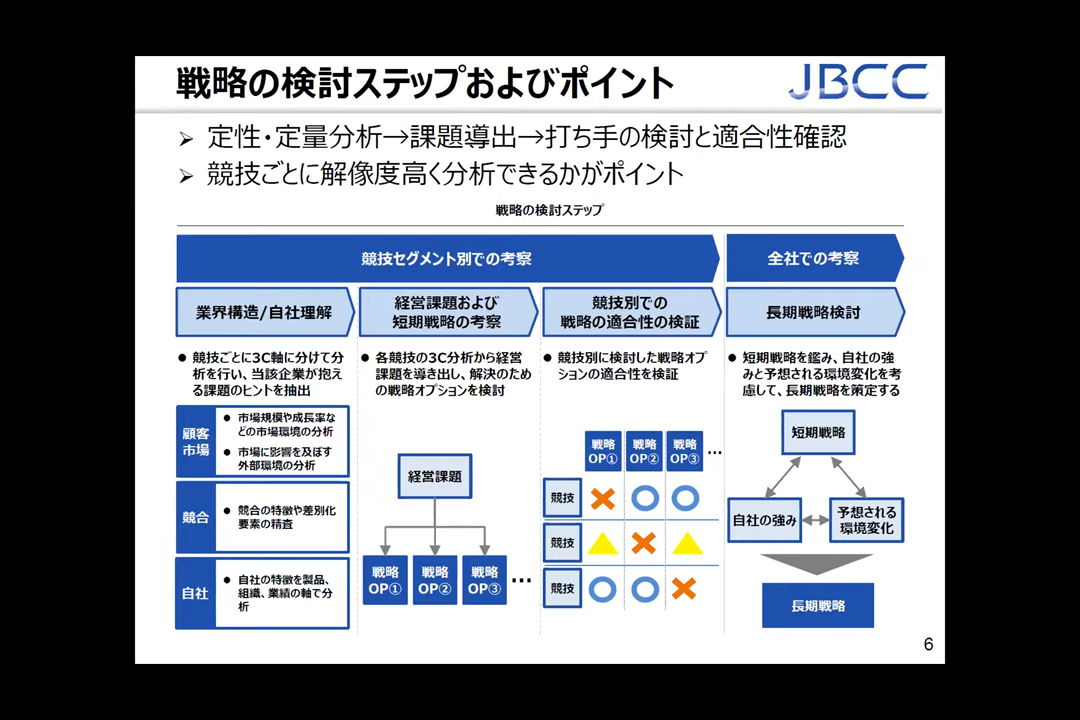 戦略の検討ステップおよびポイント
JBCC
➢ 定性・定量分析→課題導出→打ち手の検討と適合性確認
➢ 競技ごとに解像度高く分析できるかがポイント
戦略の検討ステップ
競技セグメント別での考察
全社での考察
業界構造/自社理解
経営課題および
短期戦略の考察
競技別での
戦略の適合性の検証
長期戦略検討
● 競技ごとに3C軸に分けて分
析を行い、当該企業が抱え
る課題のヒントを抽出
● 各競技の3C分析から経営
課題を導き出し、解決のため
の戦略オプションを検討
● 競技別に検討した戦略オプ
ションの適合性を検証
● 短期戦略を鑑み、自社の強
みと予想される環境変化を考
慮して、長期戦略を策定する
顧客
市場
● 市場規模や成長率な
どの市場環境の分析
● 市場に影響を及ぼす
外部環境の分析
競合
● 競合の特徴や差別化
要素の精査
自社
● 自社の特徴を製品、
組織、業績の軸で分
析
経営課題
戦略
OP①
戦略
OP②
戦略
OP③
…
戦略
OP①
戦略
OP②
戦略
OP③
…
競技
競技
競技
短期戦略
自社の強み
予想される
環境変化
長期戦略
6